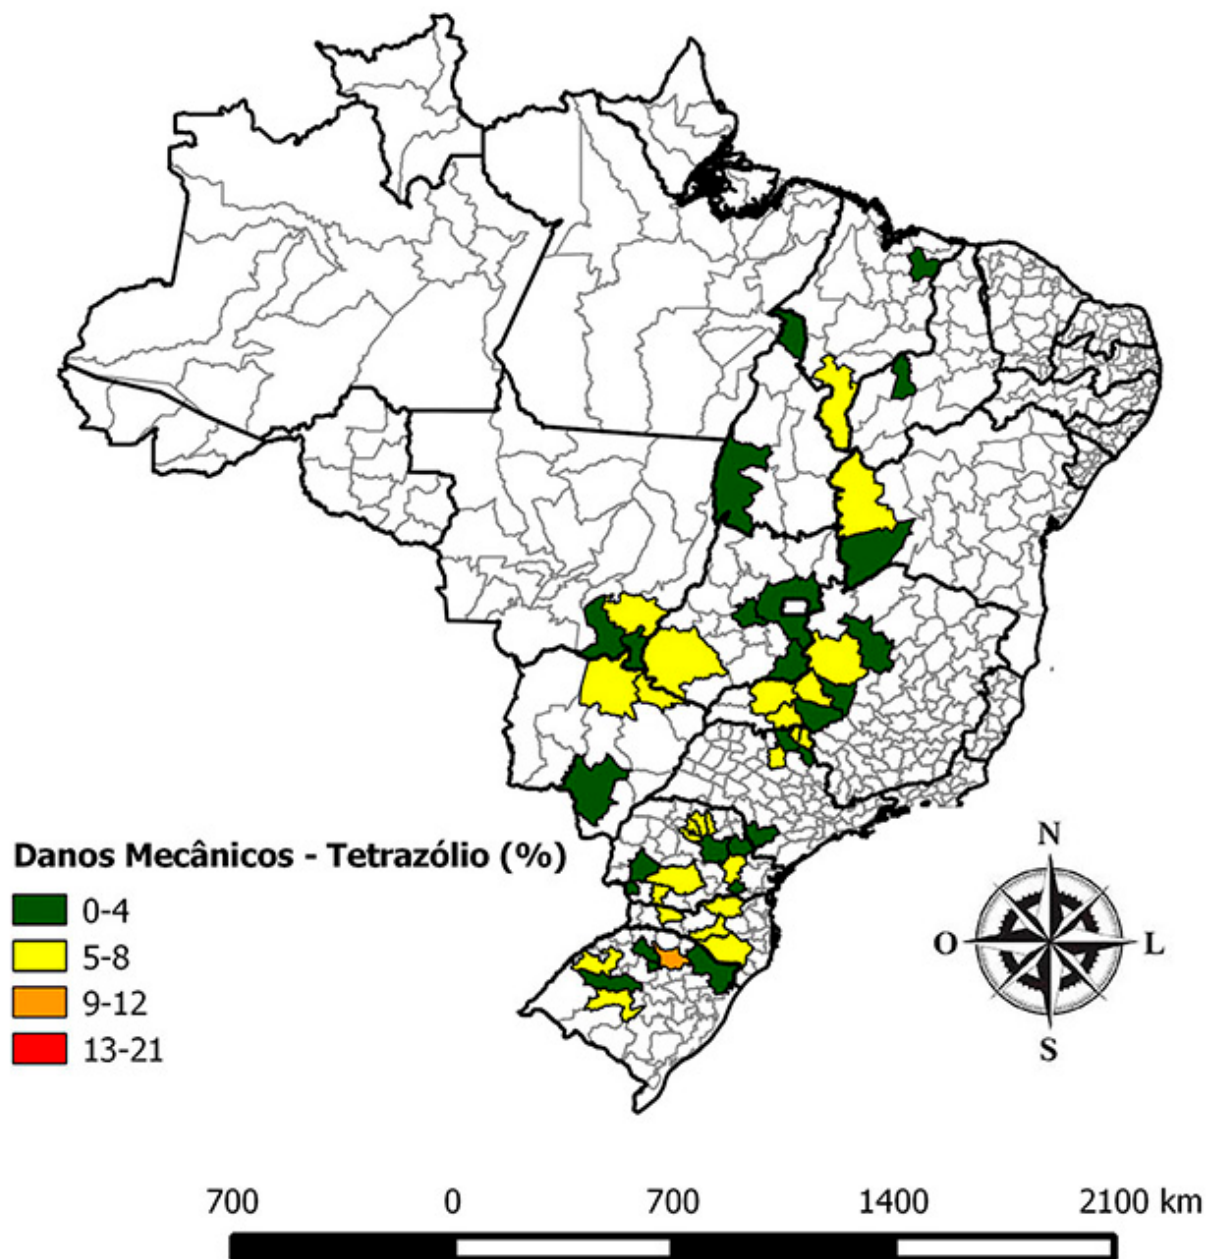 Danos Mecânicos - Tetrazólio (%)
0-4
5-8
9-12
13-21
N
O
L
S
700 0 700 1400 2100 km